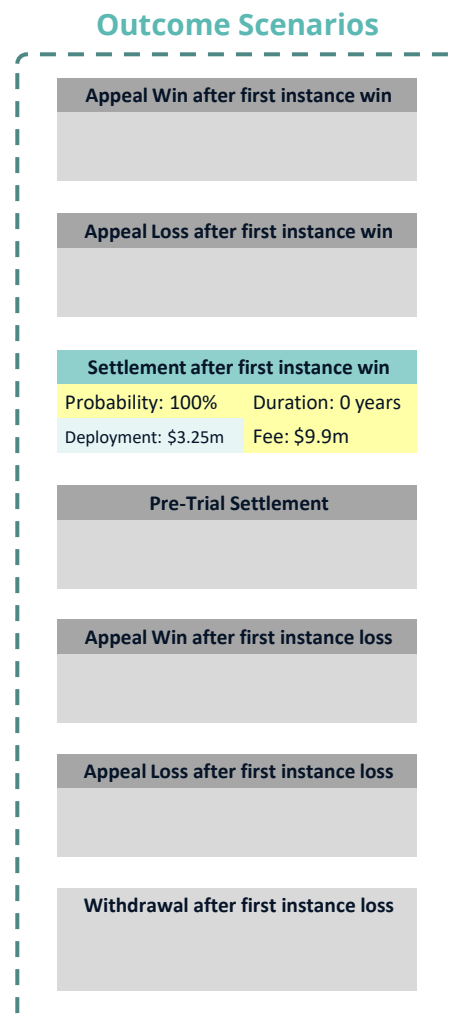 Outcome Scenarios
Appeal Win after first instance win
Appeal Loss after first instance win
Settlement after first instance win
Probability: 100% Duration: 0 years
Deployment: $3.25m Fee: $9.9m
Pre-Trial Settlement
Appeal Win after first instance loss
Appeal Loss after first instance loss
Withdrawal after first instance loss